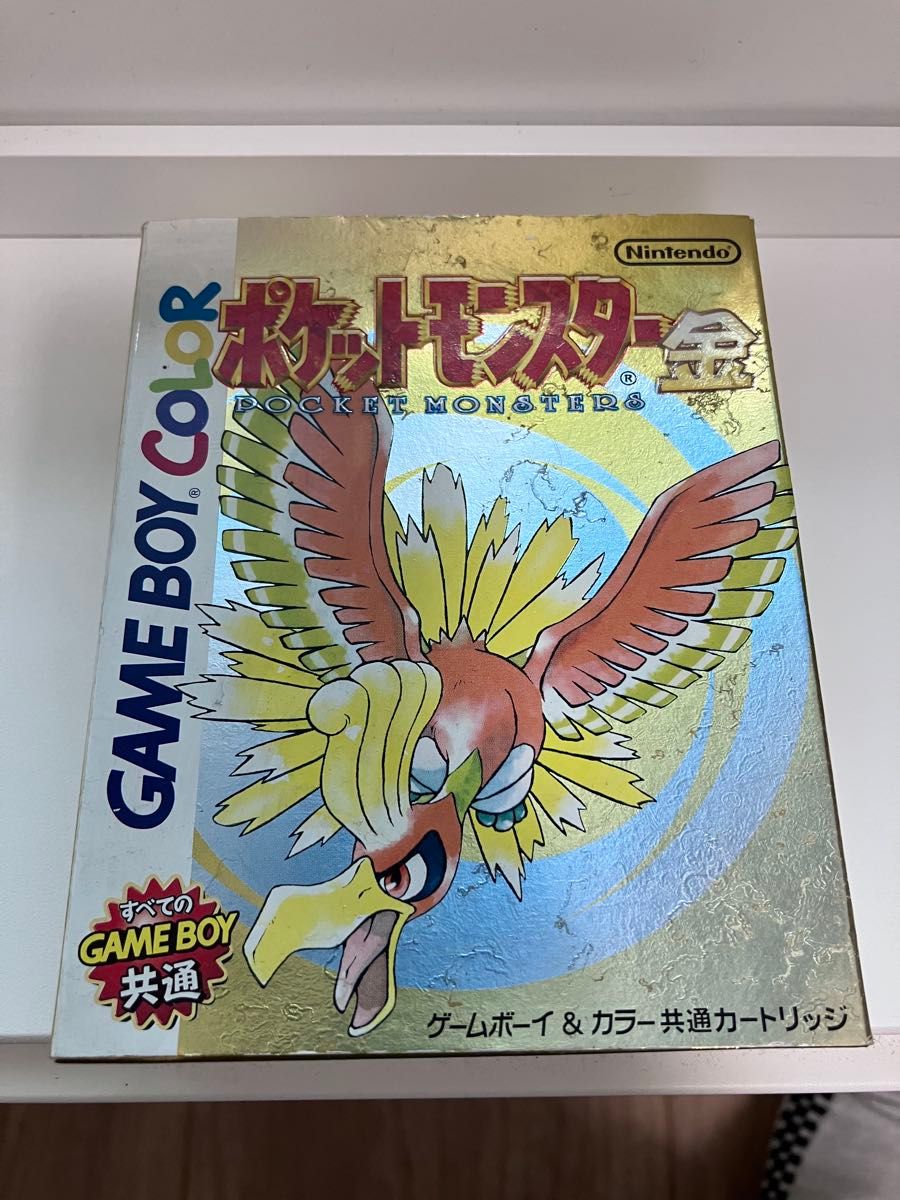 Nintendo®
ポケットモンスター®金
POCKET MONSTERS
GAME BOY® COLOR
すべての
GAME BOY
共通
ゲームボーイ & カラー共通カートリッジ